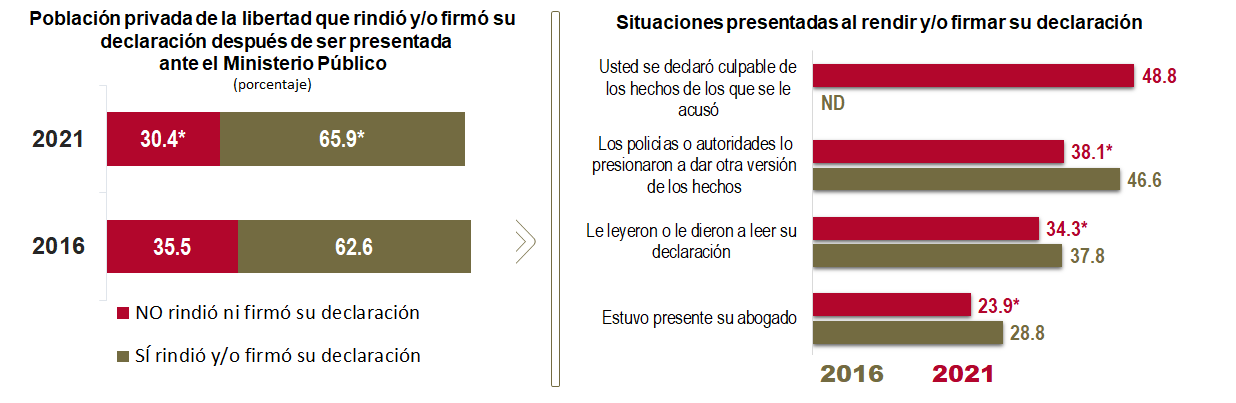 Población privada de la libertad que rindió y/o firmó su
declaración después de ser presentada
ante el Ministerio Público
(porcentaje)
2021
30.4*
65.9*
2016
35.5
62.6
NO rindió ni firmó su declaración
SÍ rindió y/o firmó su declaración
Situaciones presentadas al rendir y/o firmar su declaración
Usted se declaró culpable de
los hechos de los que se le
acusó
48.8
ND
Los policías o autoridades lo
presionaron a dar otra versión
de los hechos
38.1*
46.6
Le leyeron o le dieron a leer su
declaración
34.3*
37.8
Estuvo presente su abogado
23.9*
28.8
2016
2021